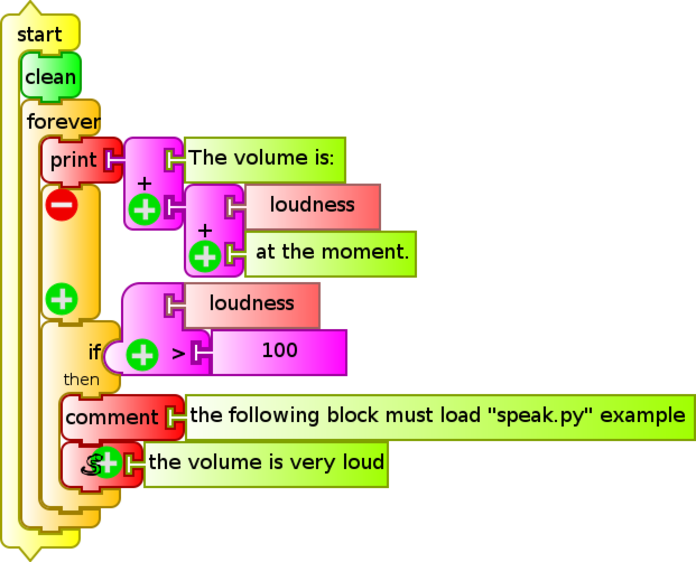 start
clean
forever
print
+
The volume is:
+
loudness
at the moment.
if
then
loudness
>
100
comment
the following block must load "speak.py" example
S
the volume is very loud